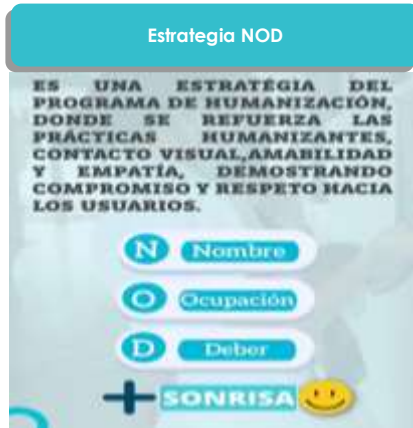 Estrategia NOD
ES UNA ESTRATÉGIA DEL
PROGRAMA DE HUMANIZACIÓN,
DONDE SE REFUERZA LAS
PRÁCTICAS HUMANIZANTES,
CONTACTO VISUAL,AMABILIDAD
Y EMPATÍA, DEMOSTRANDO
COMPROMISO Y RESPETO HACIA
LOS USUARIOS.
N Nombre
O Ocupación
D Deber
+ SONRISA